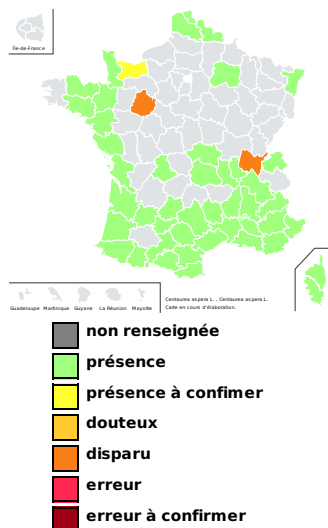 Île-de-France
Guadeloupe Martinique Guyane La Réunion Mayotte
Centaurea aspera L. , Centaurea aspera L.
Carte en cours d'élaboration.
non renseignée
présence
présence à confimer
douteux
disparu
erreur
erreur à confirmer